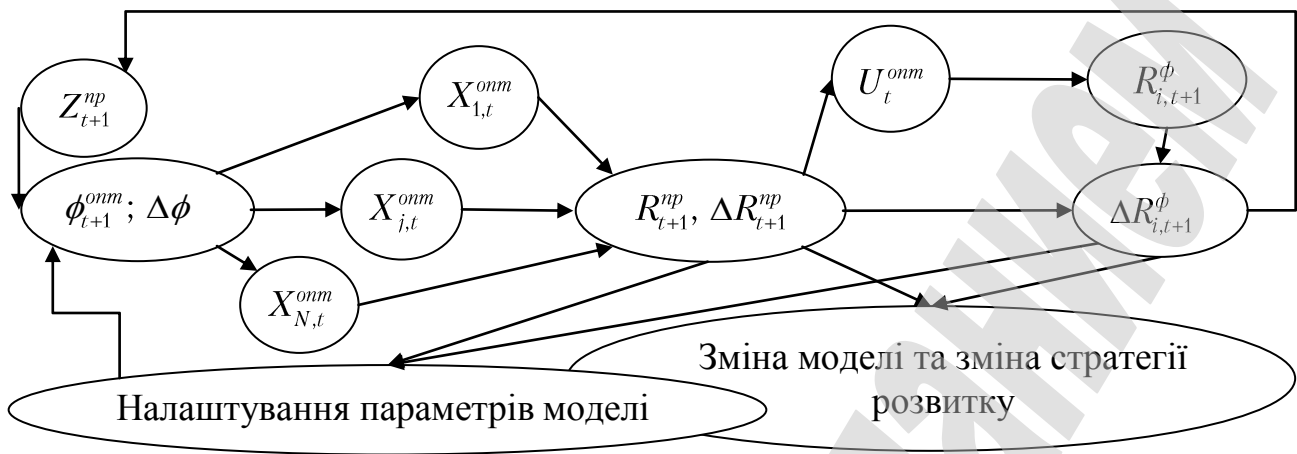 Z_{t+1}^{пр}
X_{1,t}^{опт}
U_t^{опт}
R_{i,t+1}^{ф}
ϕ_{t+1}^{опт}; Δϕ
X_{j,t}^{опт}
R_{t+1}^{пр}, ΔR_{t+1}^{пр}
ΔR_{i,t+1}^{ф}
X_{N,t}^{опт}
Зміна моделі та зміна стратегії
розвитку
Налаштування параметрів моделі